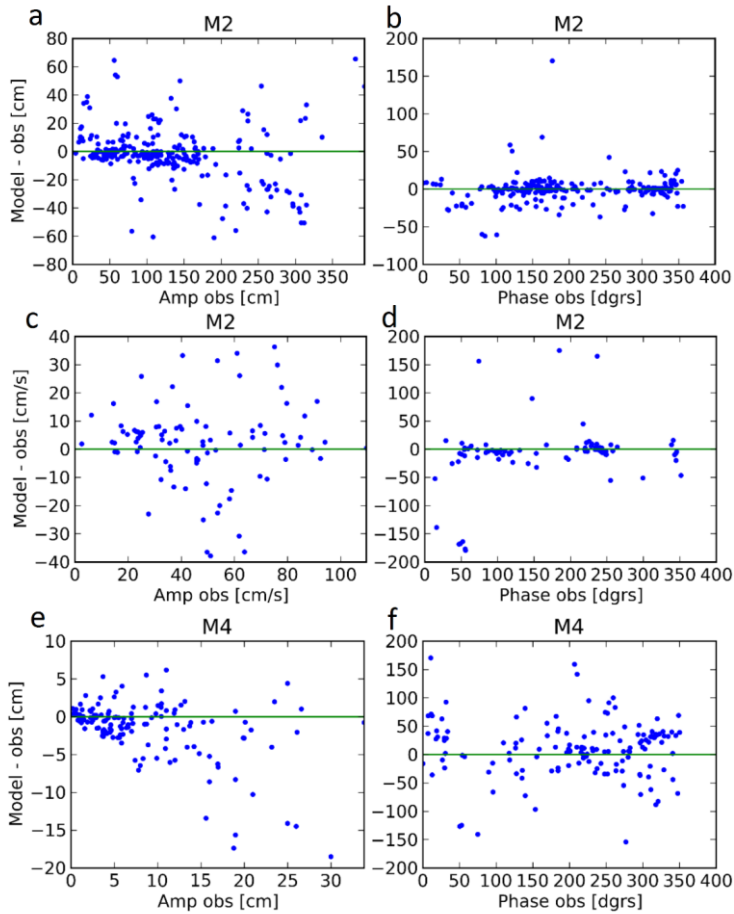 a
M2
Model - obs [cm]
80
60
40
20
0
−20
−40
−60
−80
0 50 100 150 200 250 300 350
Amp obs [cm]
b
M2
200
150
100
50
0
−50
−100
0 50 100 150 200 250 300 350 400
Phase obs [dgrs]
c
M2
Model - obs [cm/s]
40
30
20
10
0
−10
−20
−30
−40
0 20 40 60 80 100
Amp obs [cm/s]
d
M2
200
150
100
50
0
−50
−100
−150
−200
0 50 100 150 200 250 300 350 400
Phase obs [dgrs]
e
M4
Model - obs [cm]
10
5
0
−5
−10
−15
−20
0 5 10 15 20 25 30
Amp obs [cm]
f
M4
200
150
100
50
0
−50
−100
−150
−200
0 50 100 150 200 250 300 350 400
Phase obs [dgrs]